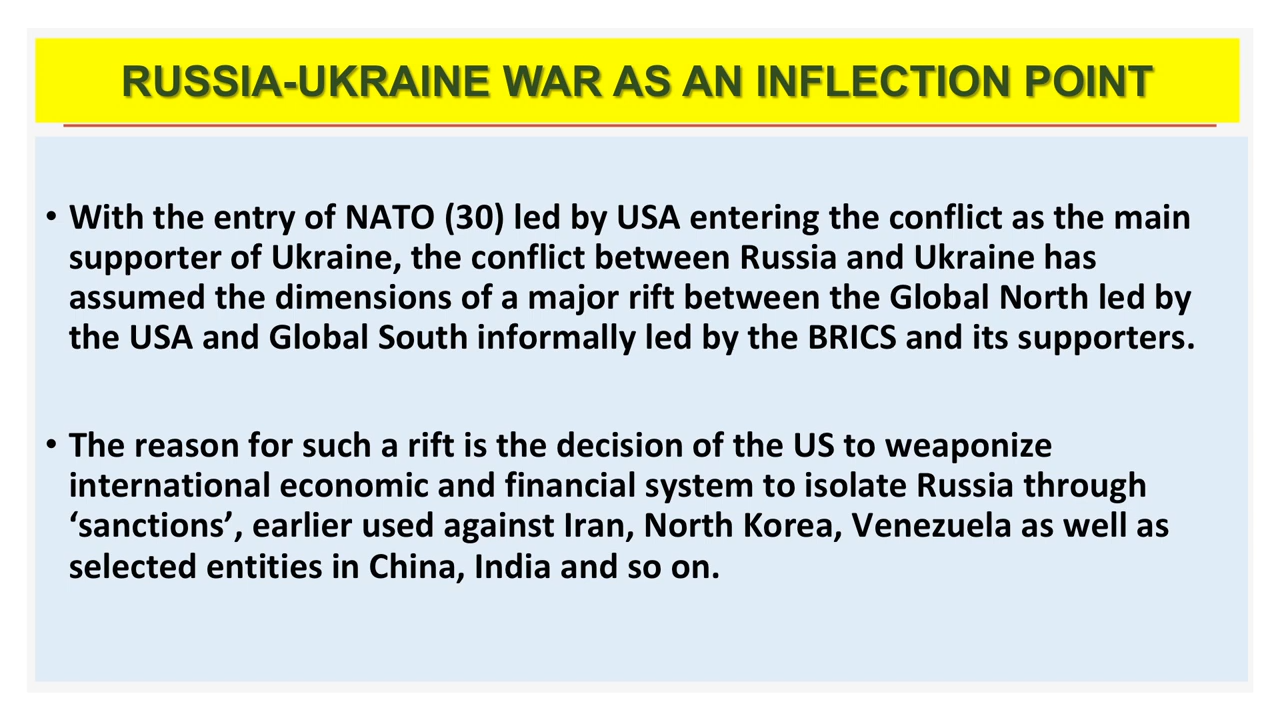 RUSSIA-UKRAINE WAR AS AN INFLECTION POINT
• With the entry of NATO (30) led by USA entering the conflict as the main
supporter of Ukraine, the conflict between Russia and Ukraine has
assumed the dimensions of a major rift between the Global North led by
the USA and Global South informally led by the BRICS and its supporters.
• The reason for such a rift is the decision of the US to weaponize
international economic and financial system to isolate Russia through
‘sanctions’, earlier used against Iran, North Korea, Venezuela as well as
selected entities in China, India and so on.